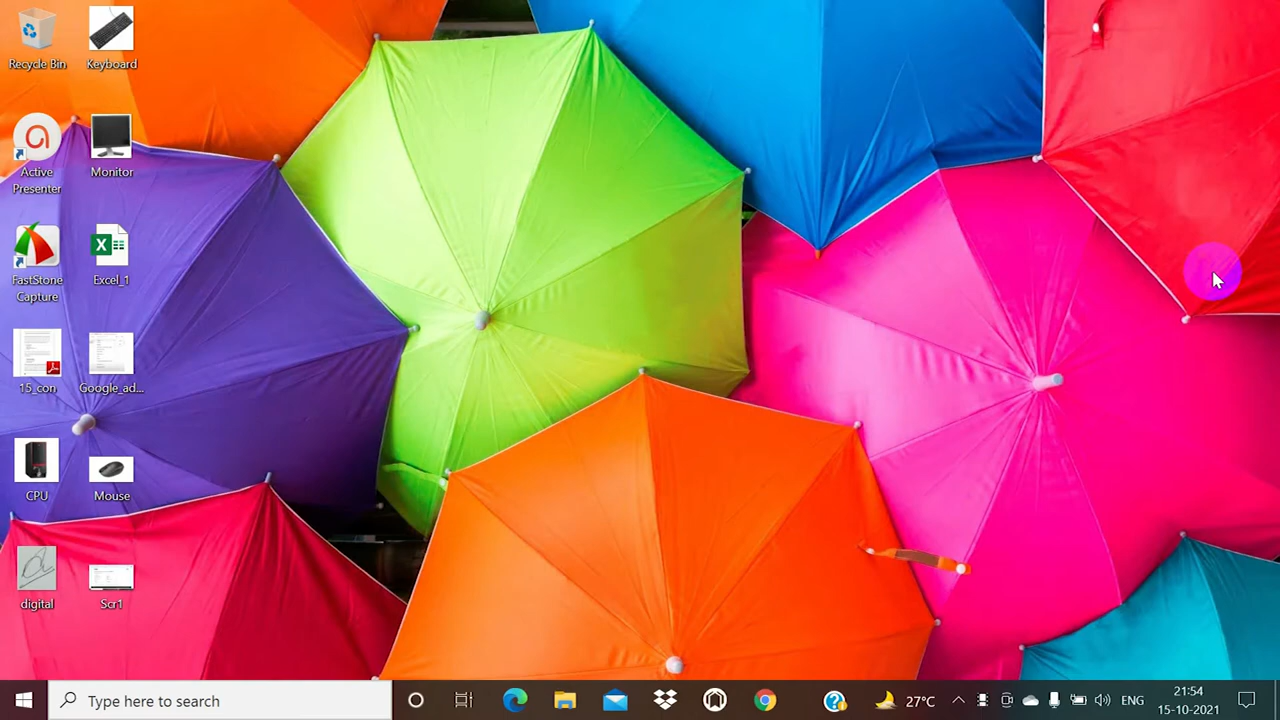 Recycle Bin
Keyboard
Active
Presenter
Monitor
FastStone
Capture
Excel_1
15_con
Google_ad...
CPU
Mouse
digital
Scr1
Type here to search
27°C
ENG
21:54
15-10-2021